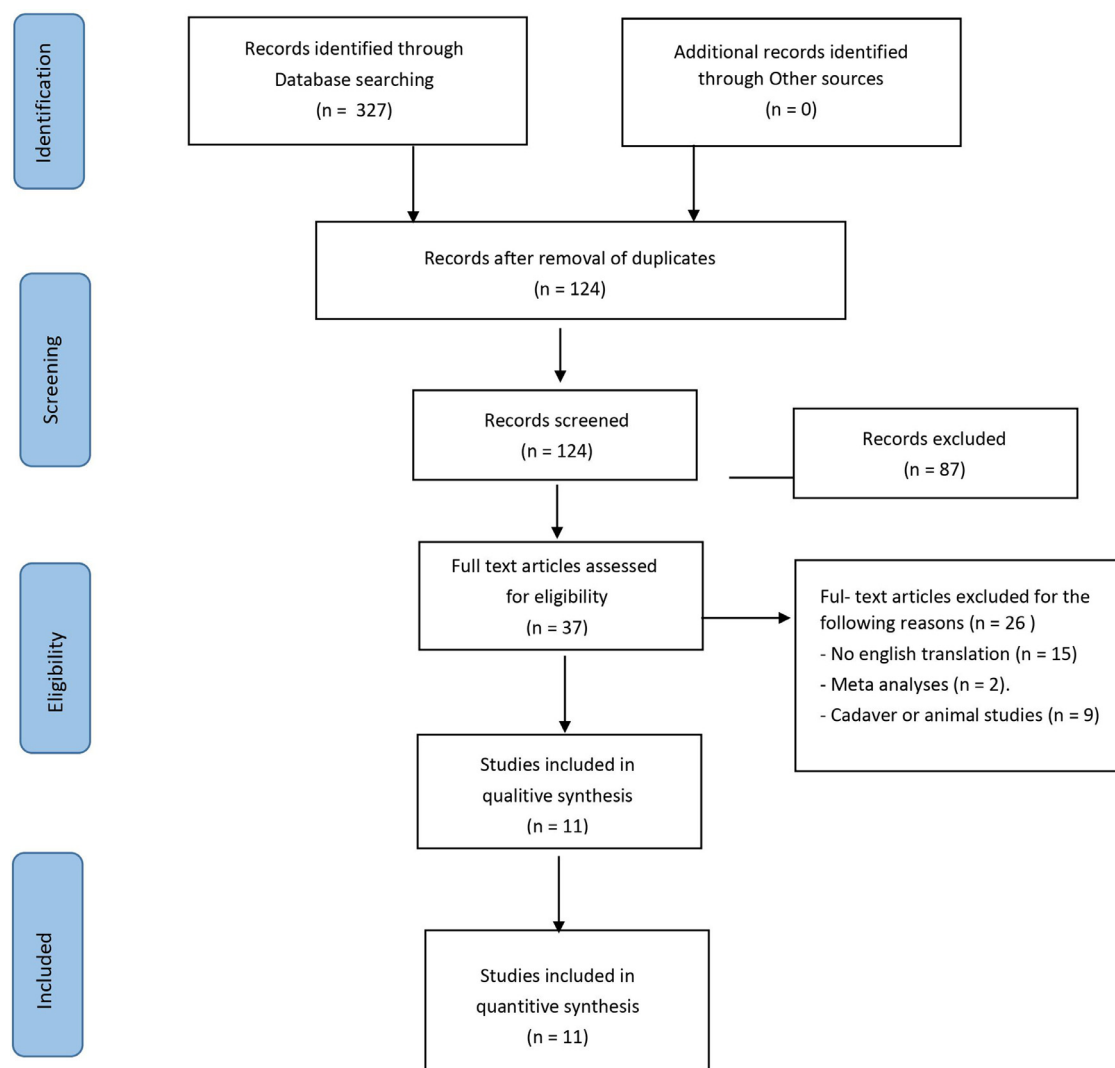 Identification
Records identified through
Database searching
(n = 327)
Additional records identified
through Other sources
(n = 0)
Records after removal of duplicates
(n = 124)
Screening
Records screened
(n = 124)
Records excluded
(n = 87)
Eligibility
Full text articles assessed
for eligibility
(n = 37)
Ful- text articles excluded for the
following reasons (n = 26 )
- No english translation (n = 15)
- Meta analyses (n = 2).
- Cadaver or animal studies (n = 9)
Studies included in
qualitive synthesis
(n = 11)
Included
Studies included in
quantitive synthesis
(n = 11)